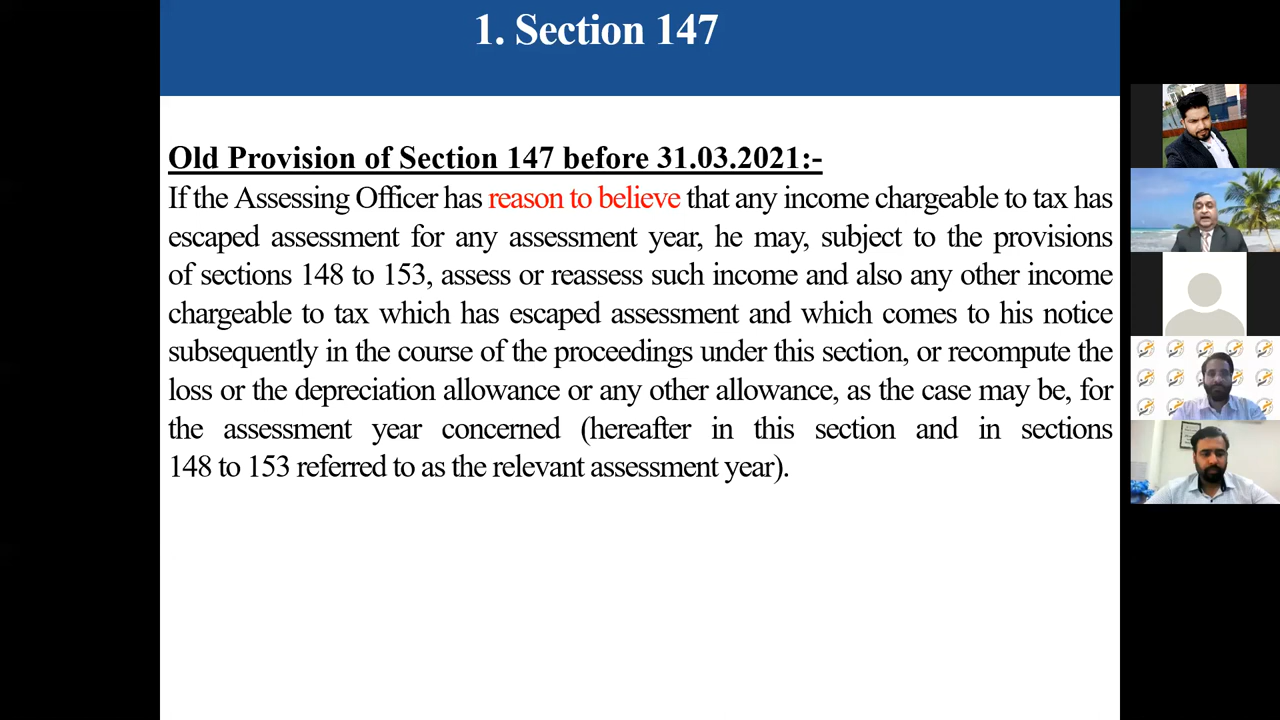 1. Section 147
Old Provision of Section 147 before 31.03.2021:-
If the Assessing Officer has reason to believe that any income chargeable to tax has
escaped assessment for any assessment year, he may, subject to the provisions
of sections 148 to 153, assess or reassess such income and also any other income
chargeable to tax which has escaped assessment and which comes to his notice
subsequently in the course of the proceedings under this section, or recompute the
loss or the depreciation allowance or any other allowance, as the case may be, for
the assessment year concerned (hereafter in this section and in sections
148 to 153 referred to as the relevant assessment year).